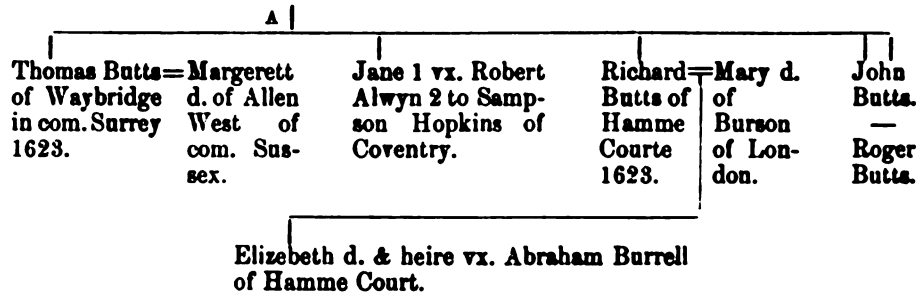 A
Thomas Butts=Margerett
of Waybridge d. of Allen
in com. Surrey West of
1623. com. Sus-
sex.
Jane 1 vx. Robert
Alwyn 2 to Samp-
son Hopkins of
Coventry.
Richard=Mary d.
Butts of of
Hamme Burson
Courte of Lon-
1623. don.
John
Butts.
—
Roger
Butts.
Elizebeth d. & heire vx. Abraham Burrell
of Hamme Court.